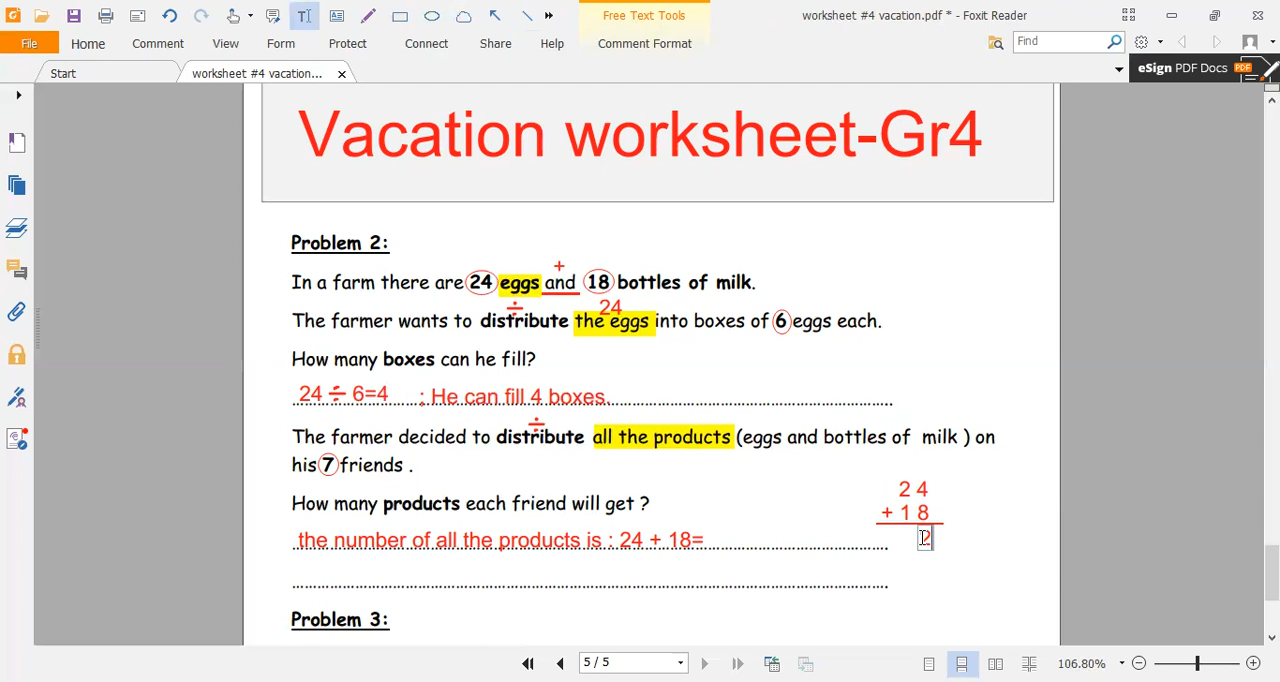 Free Text Tools
worksheet #4 vacation.pdf * - Foxit Reader
File
Home
Comment
View
Form
Protect
Connect
Share
Help
Comment Format
Find
Start
worksheet #4 vacation...
eSign PDF Docs
PDF
Vacation worksheet-Gr4
Problem 2:
+
In a farm there are 24 eggs and 18 bottles of milk.
÷ 24
The farmer wants to distribute the eggs into boxes of 6 eggs each.
How many boxes can he fill?
24 ÷ 6=4 ; He can fill 4 boxes.
÷
The farmer decided to distribute all the products (eggs and bottles of milk ) on
his 7 friends .
How many products each friend will get ?
2 4
+ 1 8
2
the number of all the products is : 24 + 18=
Problem 3:
5 / 5
106.80%